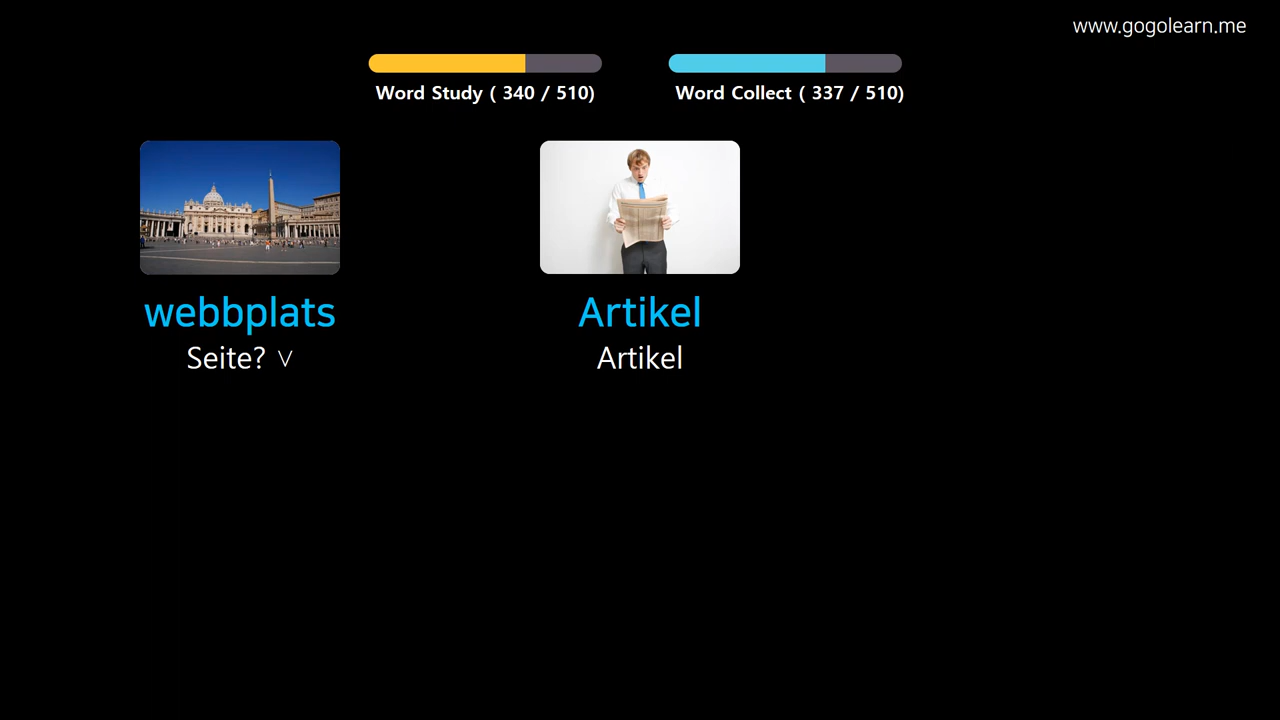 www.gogolearn.me
Word Study ( 340 / 510)
Word Collect ( 337 / 510)
webbplats
Seite? ∨
Artikel
Artikel